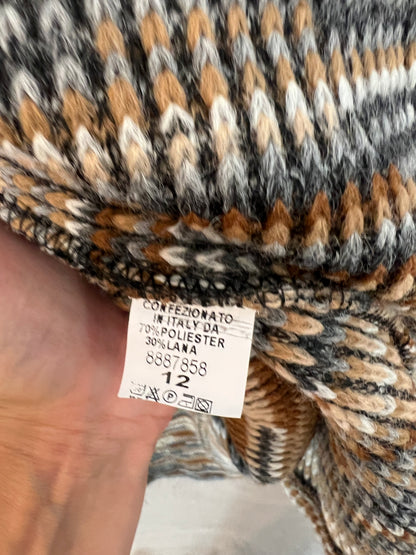 CONFEZIONATO
IN ITALY DA
70%POLIESTER
30%LANA
8887858
12